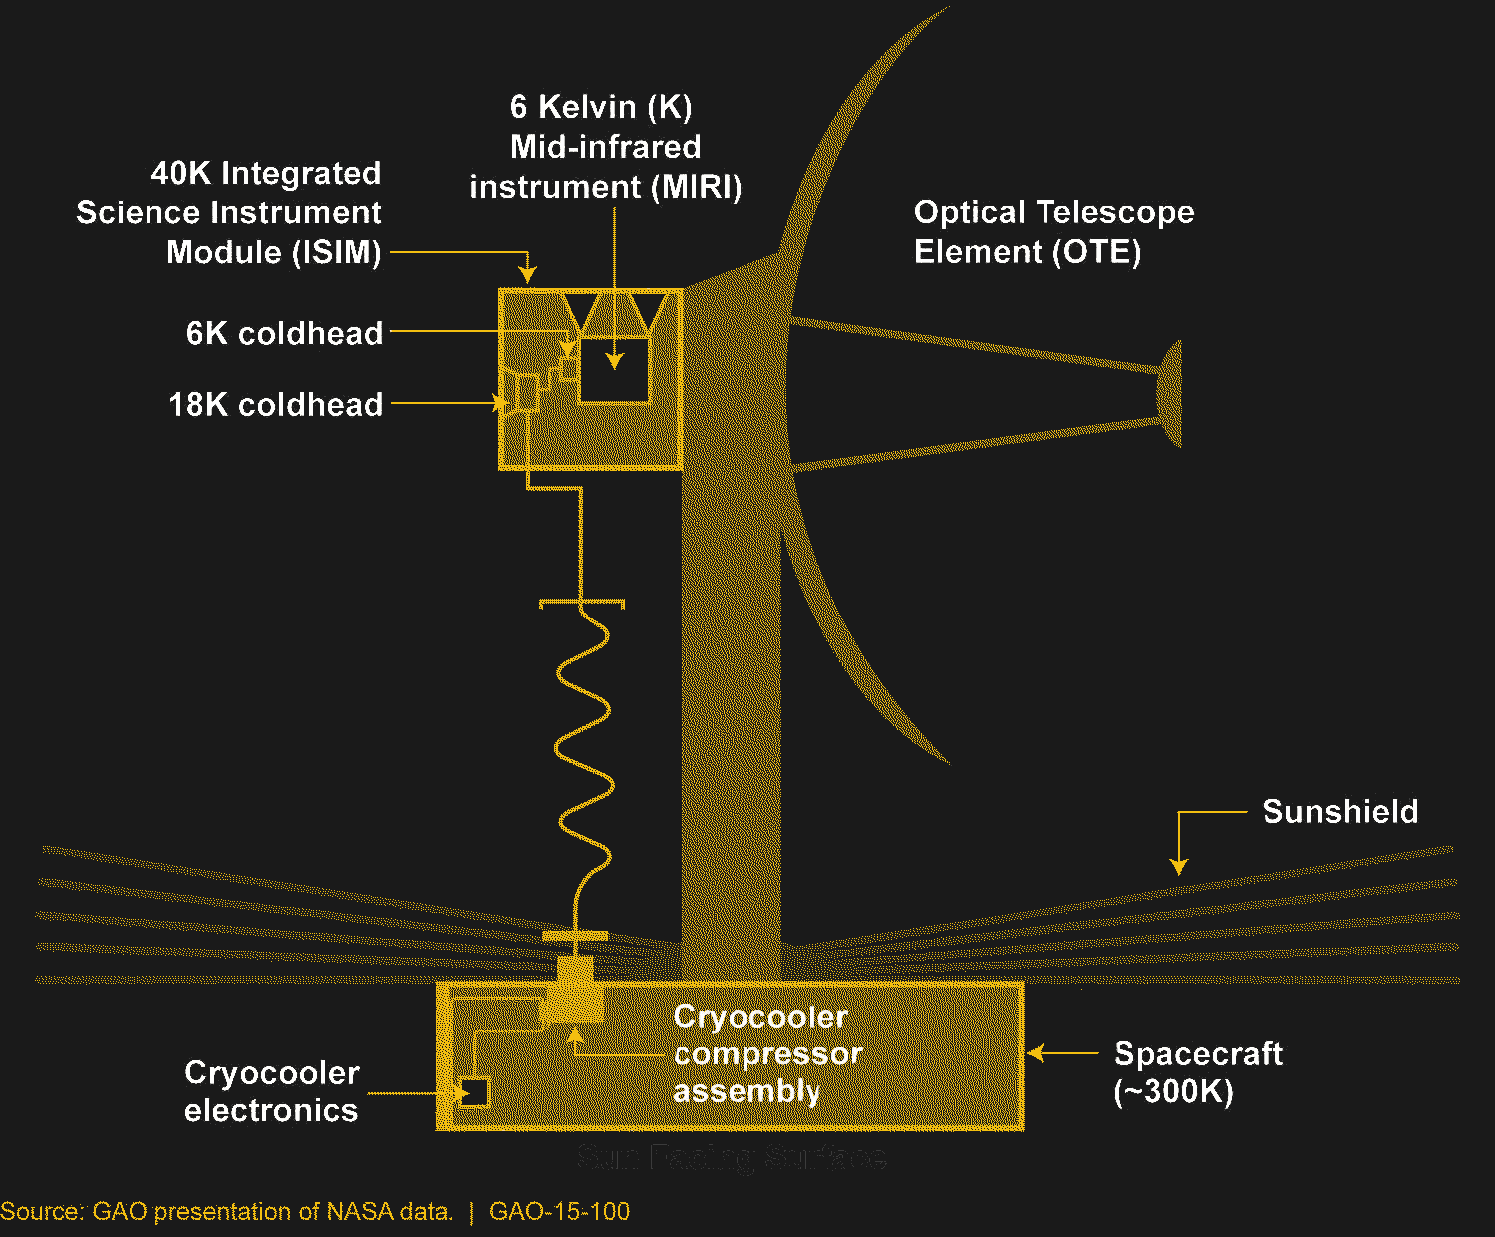 6 Kelvin (K)
Mid-infrared
instrument (MIRI)
40K Integrated
Science Instrument
Module (ISIM)
Optical Telescope
Element (OTE)
6K coldhead
18K coldhead
Sunshield
Cryocooler
compressor
assembly
Spacecraft
(~300K)
Cryocooler
electronics
Sun Facing Surface
Source: GAO presentation of NASA data. | GAO-15-100